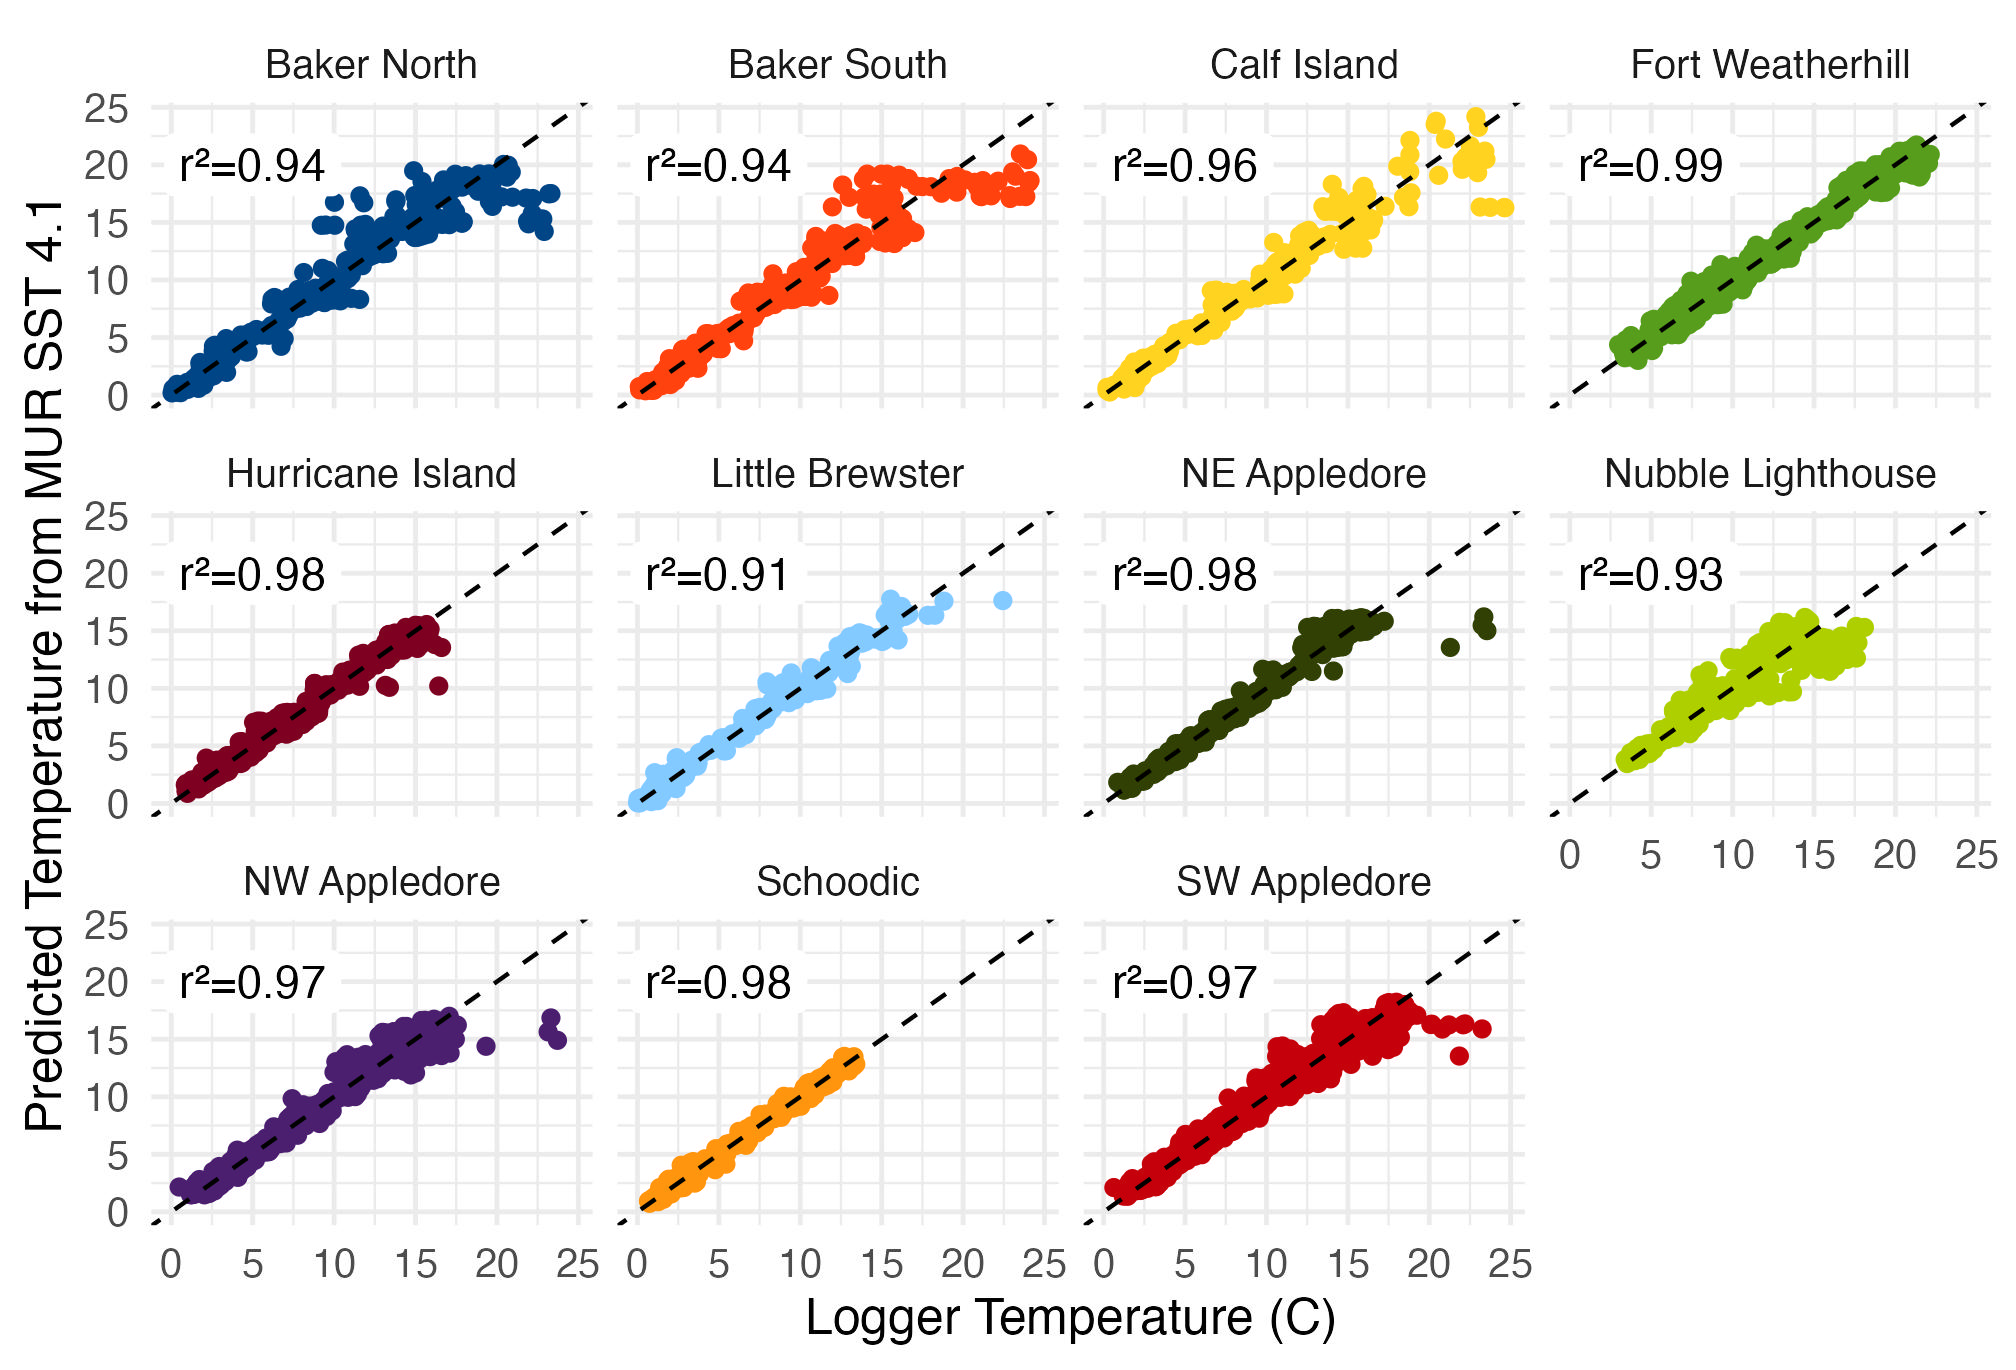 Predicted Temperature from MUR SST 4.1
Baker North Baker South Calf Island Fort Weatherhill
25
20
15
10
5
0
r²=0.94 r²=0.94 r²=0.96 r²=0.99
Hurricane Island Little Brewster NE Appledore Nubble Lighthouse
25
20
15
10
5
0
r²=0.98 r²=0.91 r²=0.98 r²=0.93
0 5 10 15 20 25
NW Appledore Schoodic SW Appledore
25
20
15
10
5
0
r²=0.97 r²=0.98 r²=0.97
0 5 10 15 20 25 0 5 10 15 20 25 0 5 10 15 20 25
Logger Temperature (C)